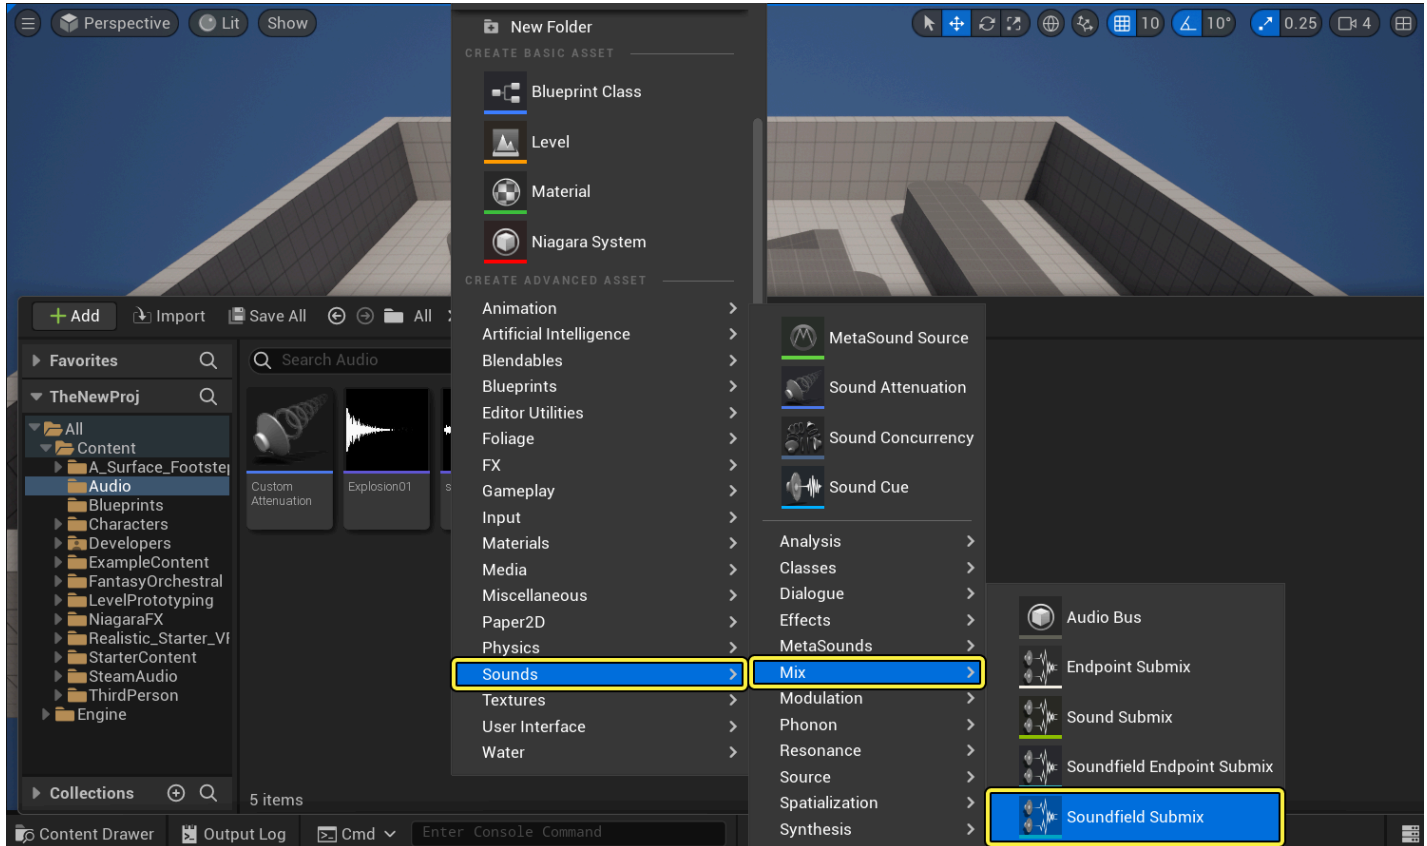 Perspective
Lit
Show
10
10°
0.25
4
New Folder
CREATE BASIC ASSET
Blueprint Class
Level
Material
Niagara System
CREATE ADVANCED ASSET
Animation
Artificial Intelligence
Blendables
Blueprints
Editor Utilities
Foliage
FX
Gameplay
Input
Materials
Media
Miscellaneous
Paper2D
Physics
Sounds
Textures
User Interface
Water
MetaSound Source
Sound Attenuation
Sound Concurrency
Sound Cue
Analysis
Classes
Dialogue
Effects
MetaSounds
Mix
Modulation
Phonon
Resonance
Source
Spatialization
Synthesis
Audio Bus
Endpoint Submix
Sound Submix
Soundfield Endpoint Submix
Soundfield Submix
Add
Import
Save All
All
Favorites
Search Audio
TheNewProj
All
Content
A_Surface_Footste
Audio
Blueprints
Characters
Developers
ExampleContent
FantasyOrchestral
LevelPrototyping
NiagaraFX
Realistic_Starter_VF
StarterContent
SteamAudio
ThirdPerson
Engine
Custom
Attenuation
Explosion01
s
Collections
5 items
Content Drawer
Output Log
Cmd
Enter Console Command